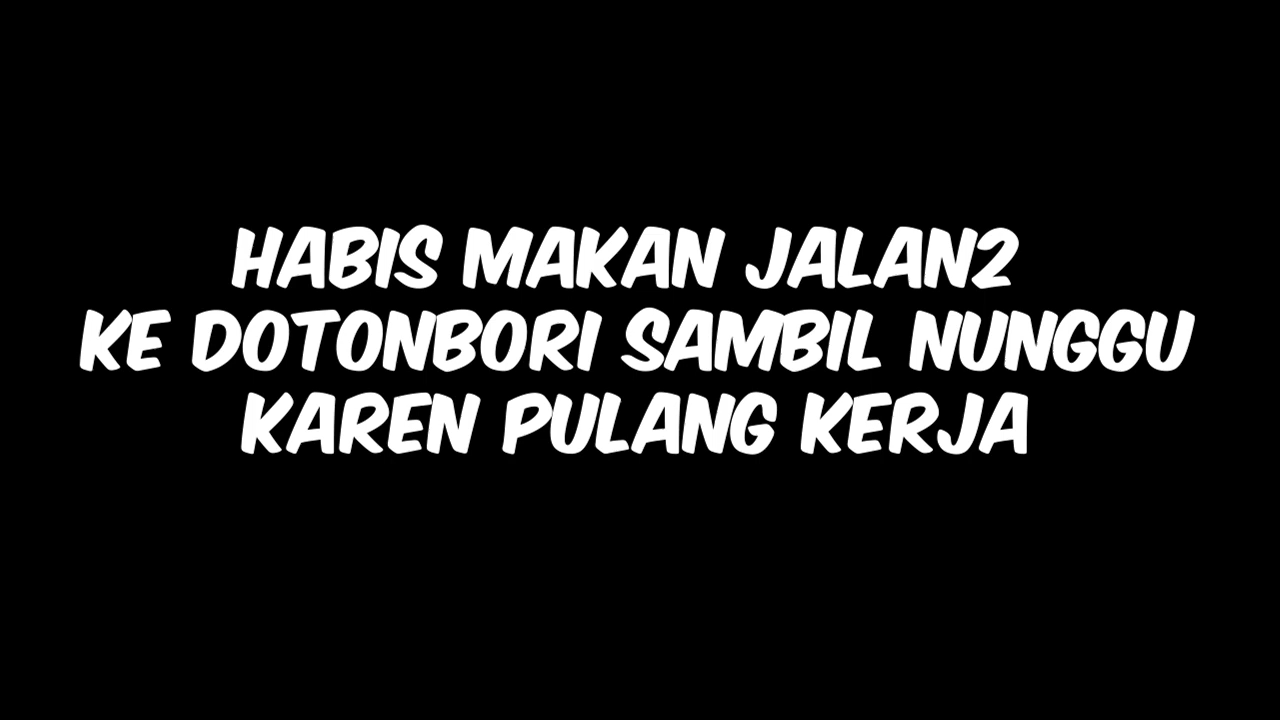 HABIS MAKAN JALAN2
KE DOTONBORI SAMBIL NUNGGU
KAREN PULANG KERJA